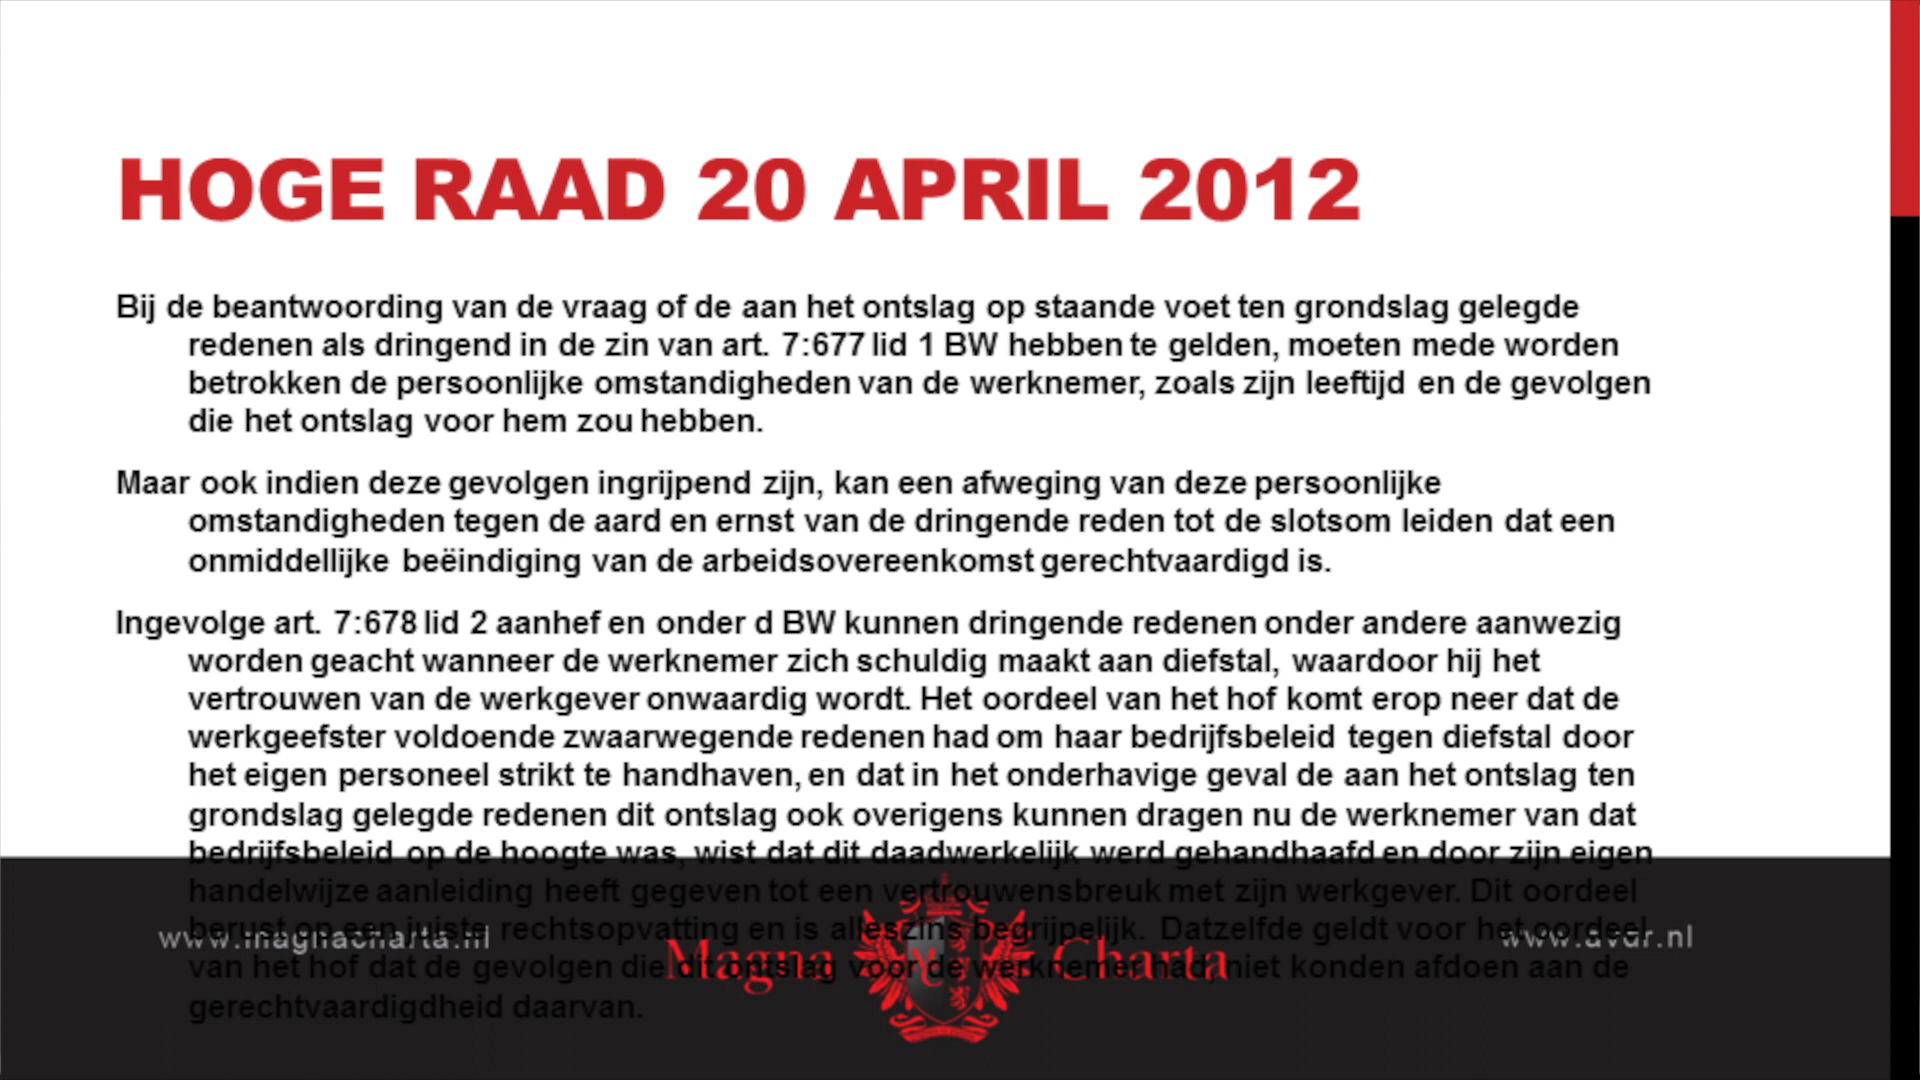 HOGE RAAD 20 APRIL 2012
Bij de beantwoording van de vraag of de aan het ontslag op staande voet ten grondslag gelegde
redenen als dringend in de zin van art. 7:677 lid 1 BW hebben te gelden, moeten mede worden
betrokken de persoonlijke omstandigheden van de werknemer, zoals zijn leeftijd en de gevolgen
die het ontslag voor hem zou hebben.
Maar ook indien deze gevolgen ingrijpend zijn, kan een afweging van deze persoonlijke
omstandigheden tegen de aard en ernst van de dringende reden tot de slotsom leiden dat een
onmiddellijke beëindiging van de arbeidsovereenkomst gerechtvaardigd is.
Ingevolge art. 7:678 lid 2 aanhef en onder d BW kunnen dringende redenen onder andere aanwezig
worden geacht wanneer de werknemer zich schuldig maakt aan diefstal, waardoor hij het
vertrouwen van de werkgever onwaardig wordt. Het oordeel van het hof komt erop neer dat de
werkgeefster voldoende zwaarwegende redenen had om haar bedrijfsbeleid tegen diefstal door
het eigen personeel strikt te handhaven, en dat in het onderhavige geval de aan het ontslag ten
grondslag gelegde redenen dit ontslag ook overigens kunnen dragen nu de werknemer van dat
bedrijfsbeleid op de hoogte was, wist dat dit daadwerkelijk werd gehandhaafd en door zijn eigen
handelwijze aanleiding heeft gegeven tot een vertrouwensbreuk met zijn werkgever. Dit oordeel
berust op een juiste rechtsopvatting en is alleszins begrijpelijk. Datzelfde geldt voor het oordeel
van het hof dat de gevolgen die dit ontslag voor de werknemer had, niet konden afdoen aan de
gerechtvaardigdheid daarvan.
www.magnacharta.nl
Magna Charta
www.avdr.nl